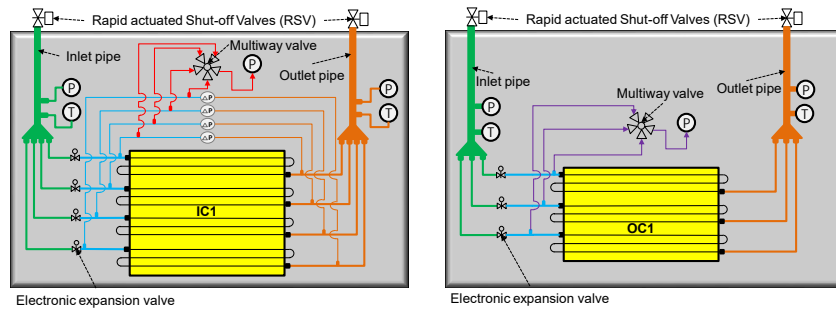 Rapid actuated Shut-off Valves (RSV)
Inlet pipe
Multiway valve
Outlet pipe
P
P
P
T
T
ΔP
ΔP
ΔP
ΔP
IC1
Electronic expansion valve
Rapid actuated Shut-off Valves (RSV)
Inlet pipe
Outlet pipe
Multiway valve
P
P
P
T
T
OC1
Electronic expansion valve